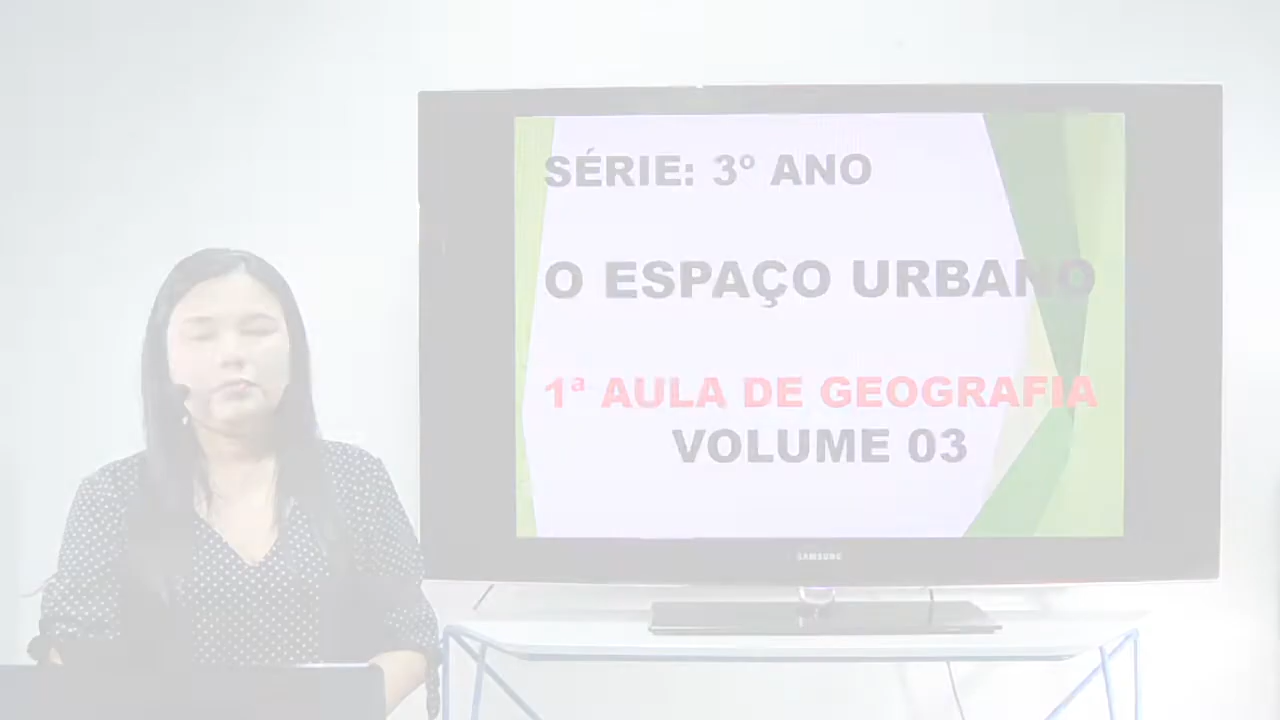 SÉRIE: 3º ANO
O ESPAÇO URBANO
1ª AULA DE GEOGRAFIA
VOLUME 03
SAMSUNG